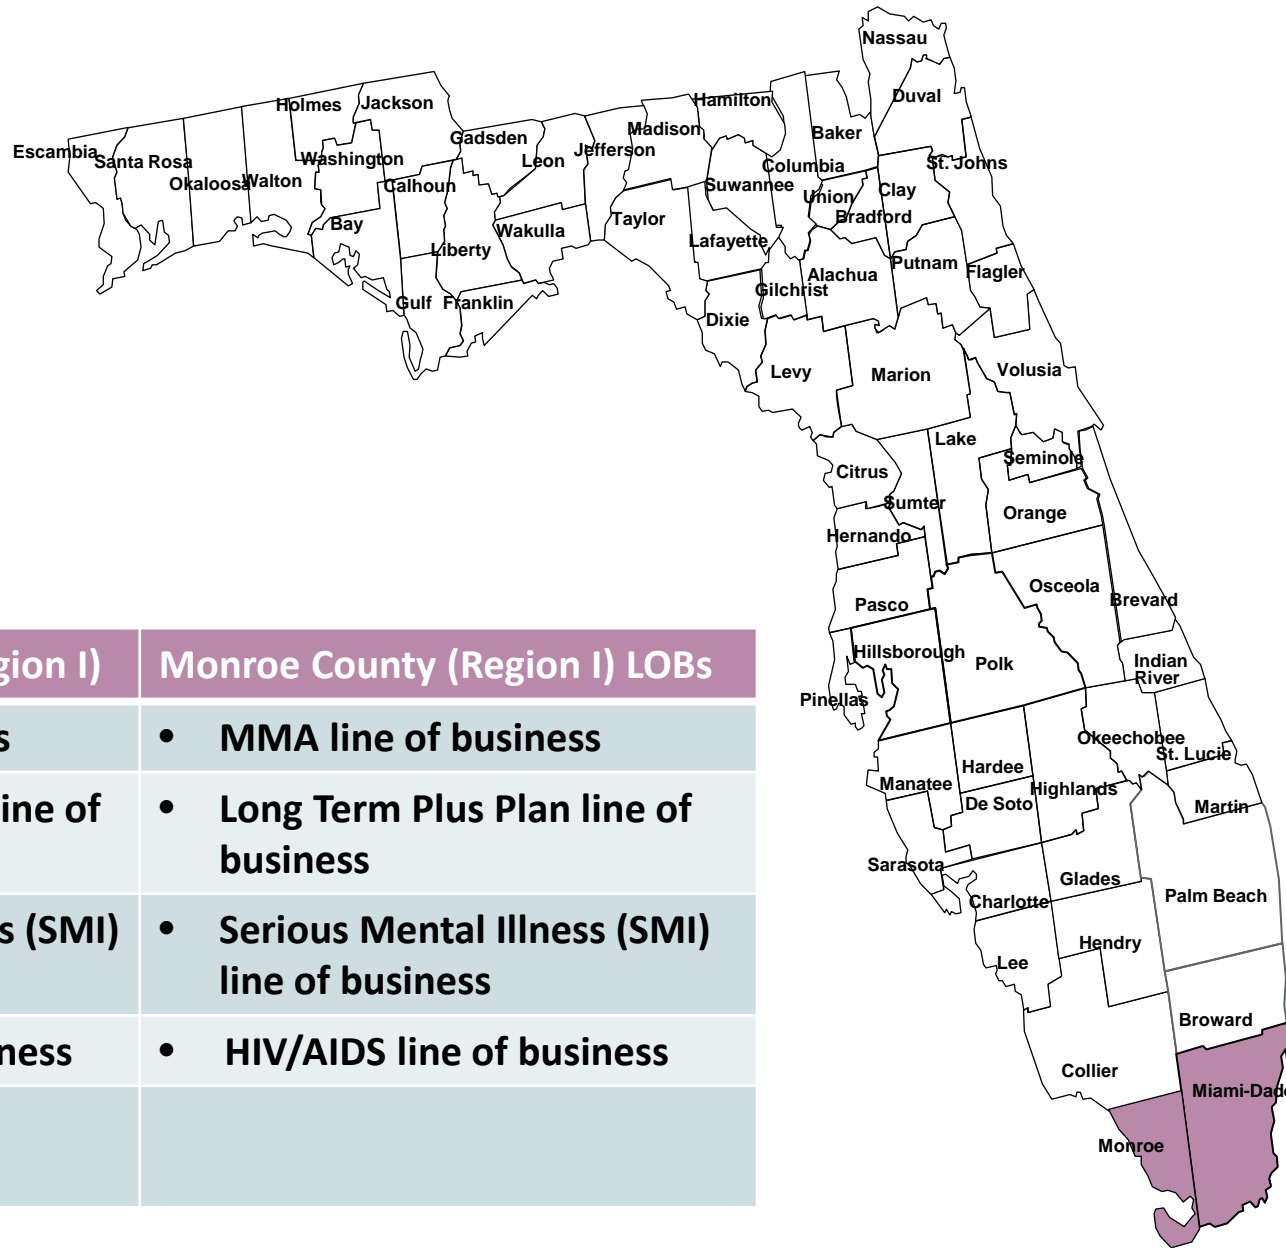 Nassau
Duval
Hamilton
Holmes
Jackson
Madison
Baker
Gadsden
Jefferson
Escambia
Santa Rosa
Washington
Leon
Columbia
St. Johns
Okaloosa
Walton
Calhoun
Suwannee
Union
Clay
Bradford
Bay
Wakulla
Taylor
Liberty
Lafayette
Alachua
Putnam
Flagler
Gilchrist
Gulf
Franklin
Dixie
Levy
Marion
Volusia
Lake
Seminole
Citrus
Sumter
Orange
Hernando
Osceola
Brevard
Pasco
Hillsborough
Polk
Indian
River
Pinellas
Okeechobee
St. Lucie
Manatee
Hardee
Highlands
De Soto
Martin
Sarasota
Glades
Charlotte
Palm Beach
Hendry
Lee
Broward
Collier
Miami-Dade
Monroe
gion I)
Monroe County (Region I) LOBs
s
• MMA line of business
ine of
• Long Term Plus Plan line of
business
s (SMI)
• Serious Mental Illness (SMI)
line of business
ness
• HIV/AIDS line of business